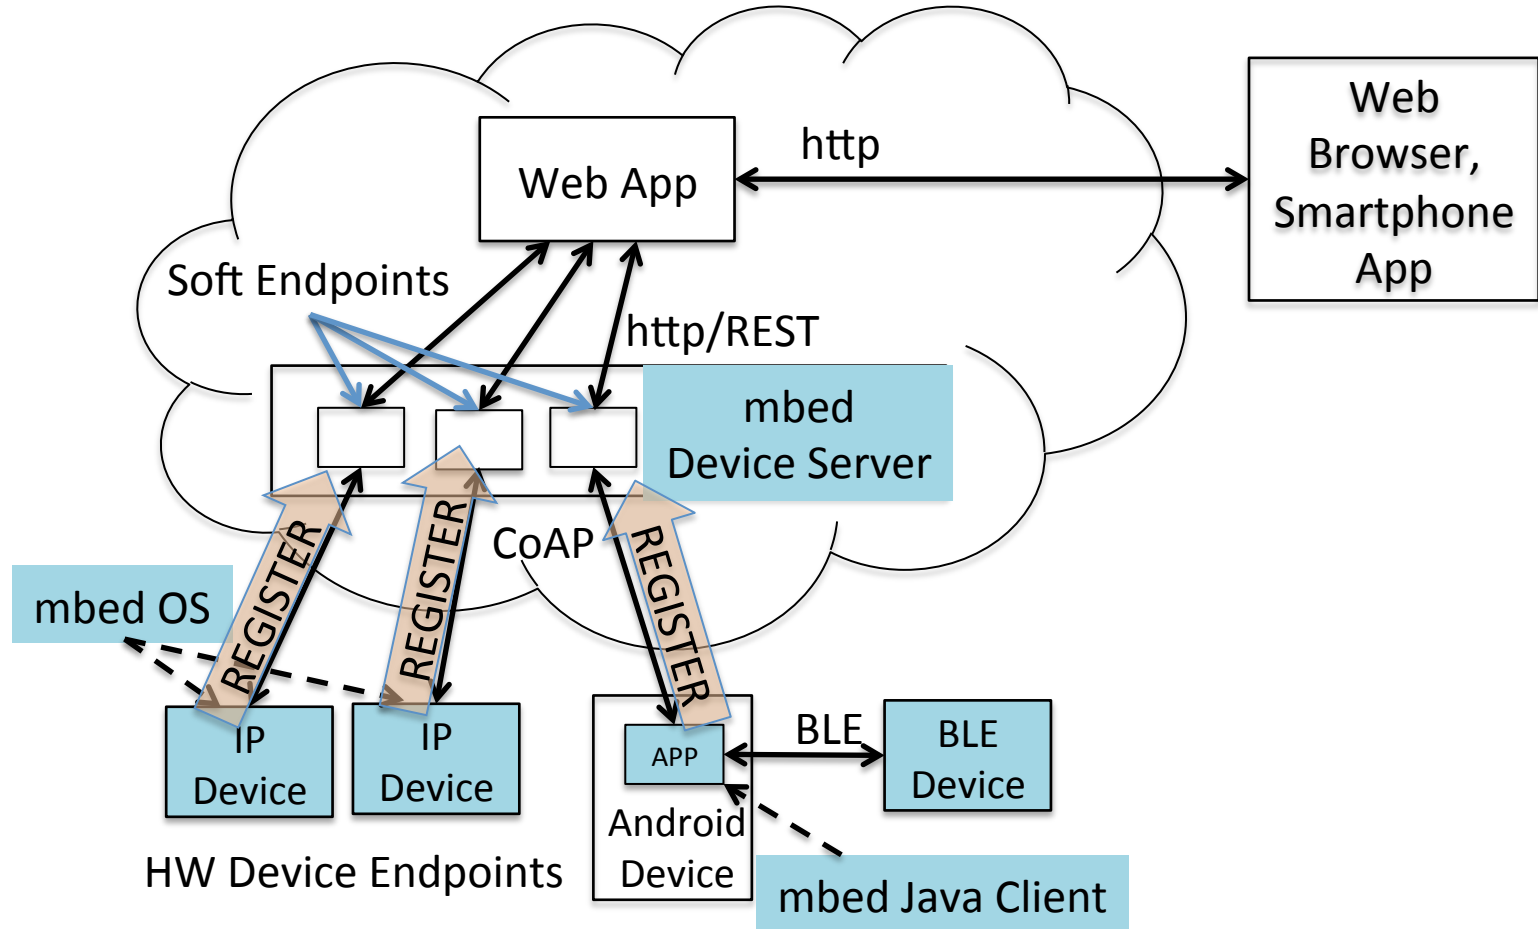 Web
Browser,
Smartphone
App
http
Web App
Soft Endpoints
http/REST
mbed
Device Server
CoAP
REGISTER
REGISTER
REGISTER
mbed OS
IP
Device
IP
Device
APP
Android
Device
BLE
BLE
Device
HW Device Endpoints
mbed Java Client